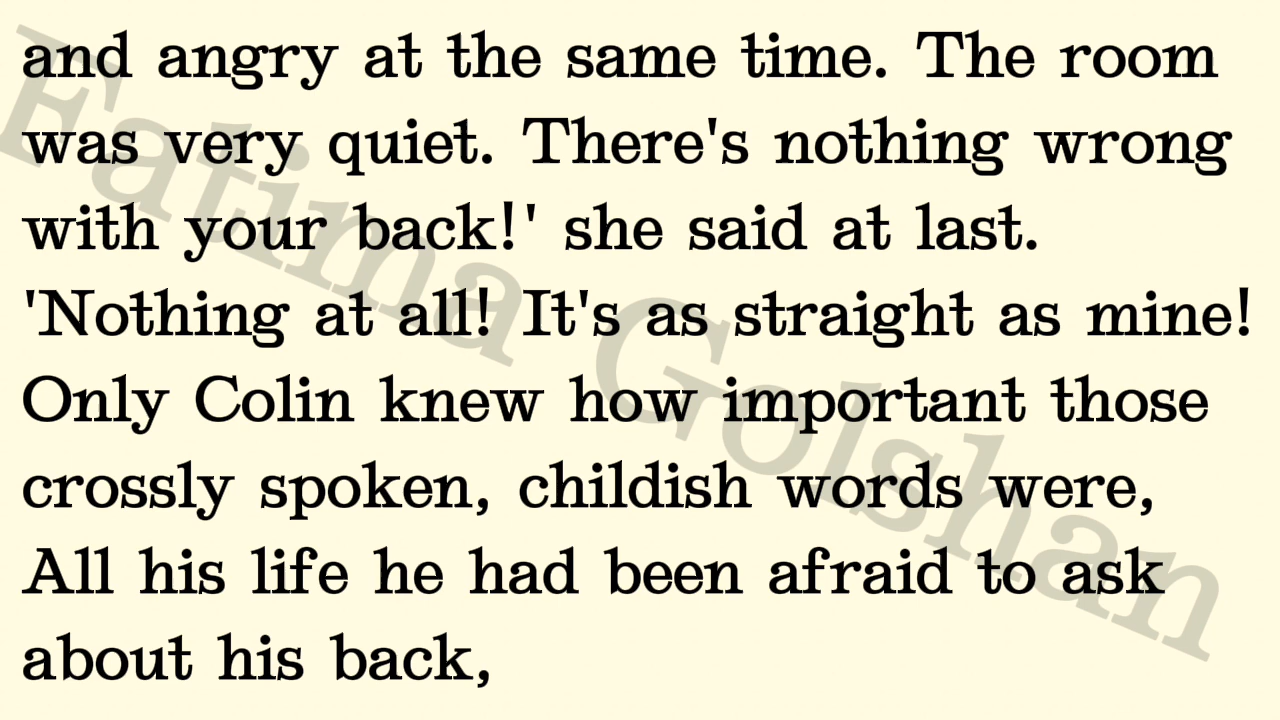 and angry at the same time. The room
was very quiet. There's nothing wrong
with your back!' she said at last.
'Nothing at all! It's as straight as mine!
Only Colin knew how important those
crossly spoken, childish words were,
All his life he had been afraid to ask
about his back,
Fatima Golshan